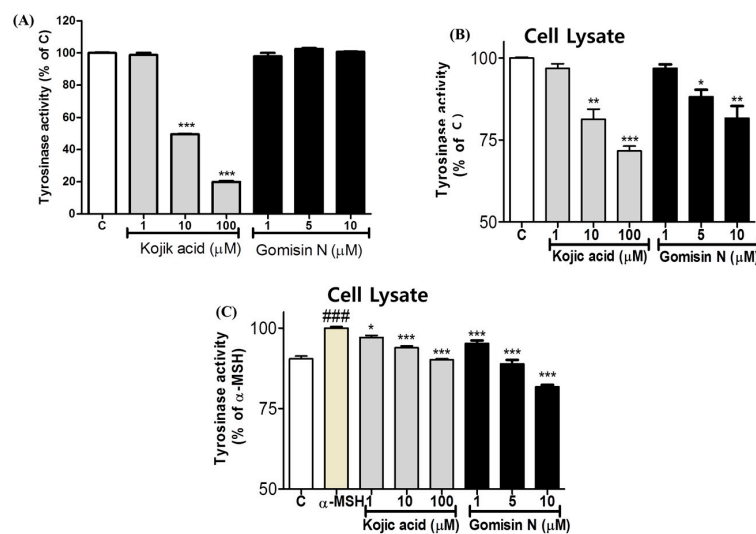 (A)
Tyrosinase activity (% of C)
120
100
80
60
40
20
0
***
***
C 1 10 100 1 5 10
Kojik acid (μM) Gomisin N (μM)
(B)
Cell Lysate
Tyrosinase activity
(% of C)
100
75
50
**
***
*
**
C 1 10 100 1 5 10
Kojic acid (μM) Gomisin N (μM)
(C)
Cell Lysate
Tyrosinase activity
(% of α-MSH)
100
75
50
###
*
***
***
***
***
***
C α-MSH 1 10 100 1 5 10
Kojic acid (μM) Gomisin N (μM)